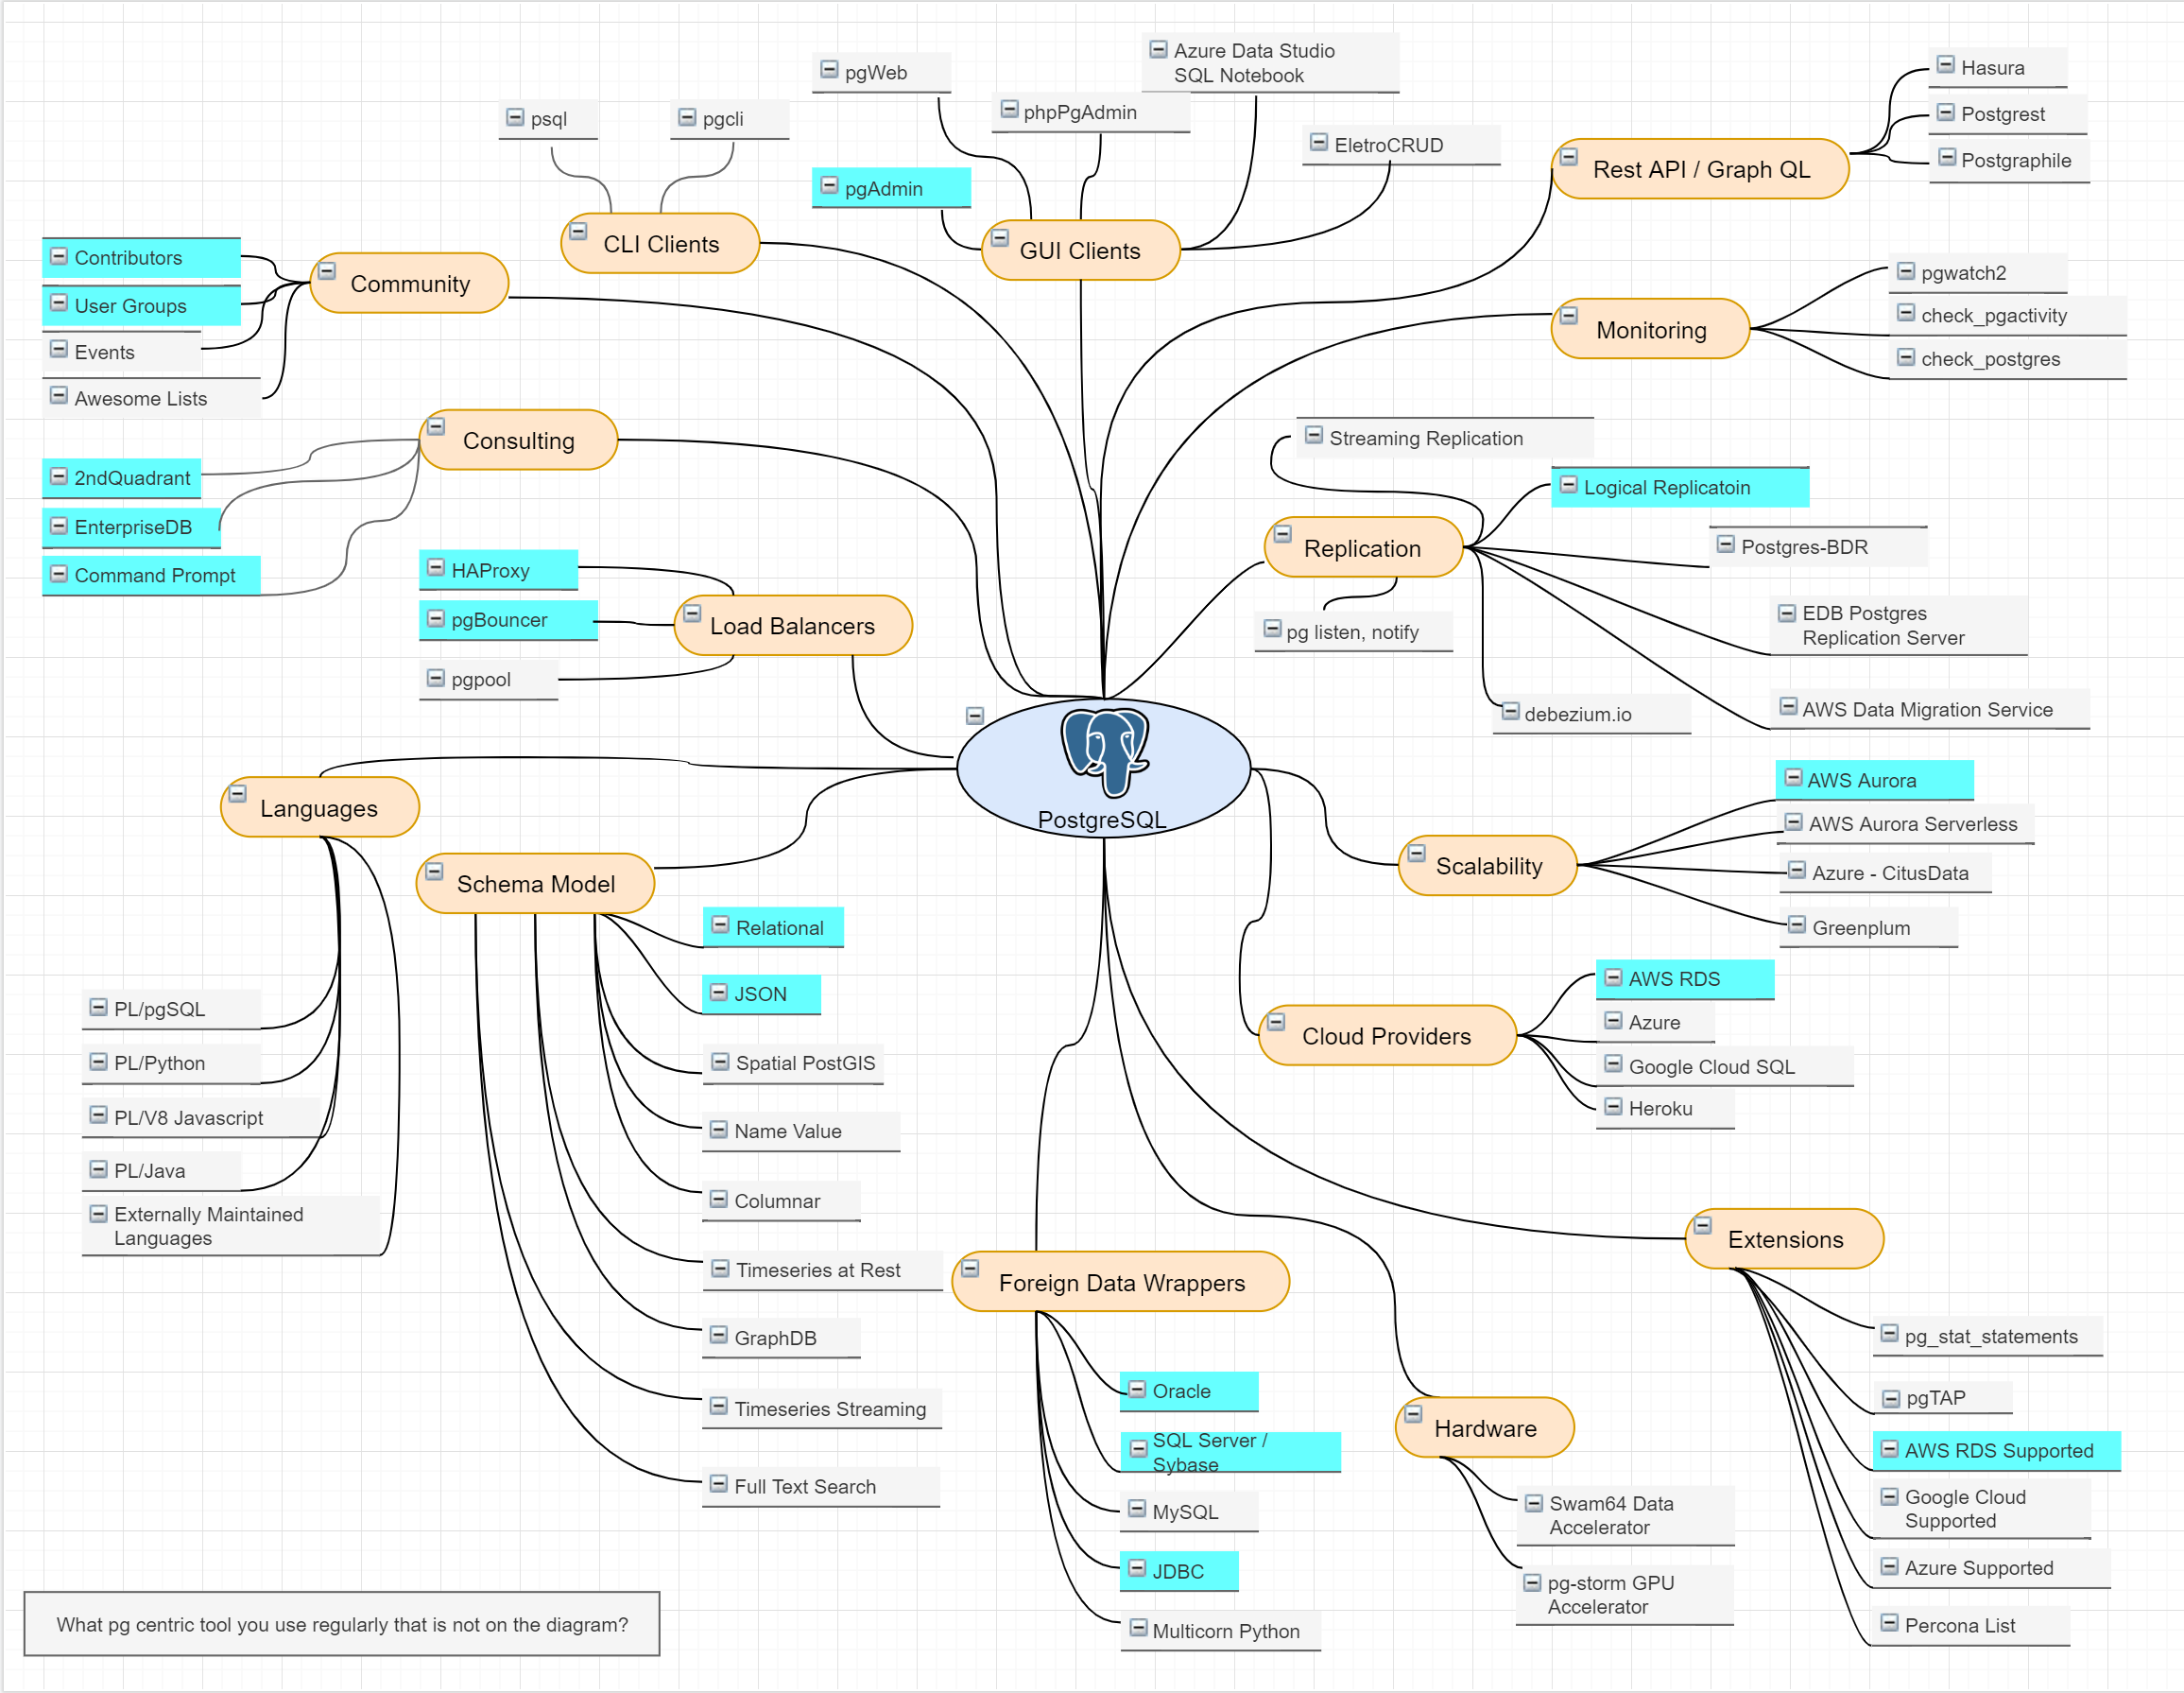 Azure Data Studio
SQL Notebook
pgWeb
phpPgAdmin
EletroCRUD
pgAdmin
GUI Clients
psql
pgcli
CLI Clients
Hasura
Postgrest
Postgraphile
Rest API / Graph QL
Contributors
User Groups
Events
Awesome Lists
Community
pgwatch2
check_pgactivity
check_postgres
Monitoring
Consulting
2ndQuadrant
EnterpriseDB
Command Prompt
Streaming Replication
Logical Replicatoin
Postgres-BDR
Replication
pg listen, notify
EDB Postgres
Replication Server
AWS Data Migration Service
debezium.io
HAProxy
pgBouncer
pgpool
Load Balancers
PostgreSQL
Languages
PL/pgSQL
PL/Python
PL/V8 Javascript
PL/Java
Externally Maintained
Languages
Schema Model
Relational
JSON
Spatial PostGIS
Name Value
Columnar
Timeseries at Rest
GraphDB
Timeseries Streaming
Full Text Search
Scalability
AWS Aurora
AWS Aurora Serverless
Azure - CitusData
Greenplum
Cloud Providers
AWS RDS
Azure
Google Cloud SQL
Heroku
Foreign Data Wrappers
Oracle
SQL Server /
Sybase
MySQL
JDBC
Multicorn Python
Hardware
Swam64 Data
Accelerator
pg-storm GPU
Accelerator
Extensions
pg_stat_statements
pgTAP
AWS RDS Supported
Google Cloud
Supported
Azure Supported
Percona List
What pg centric tool you use regularly that is not on the diagram?